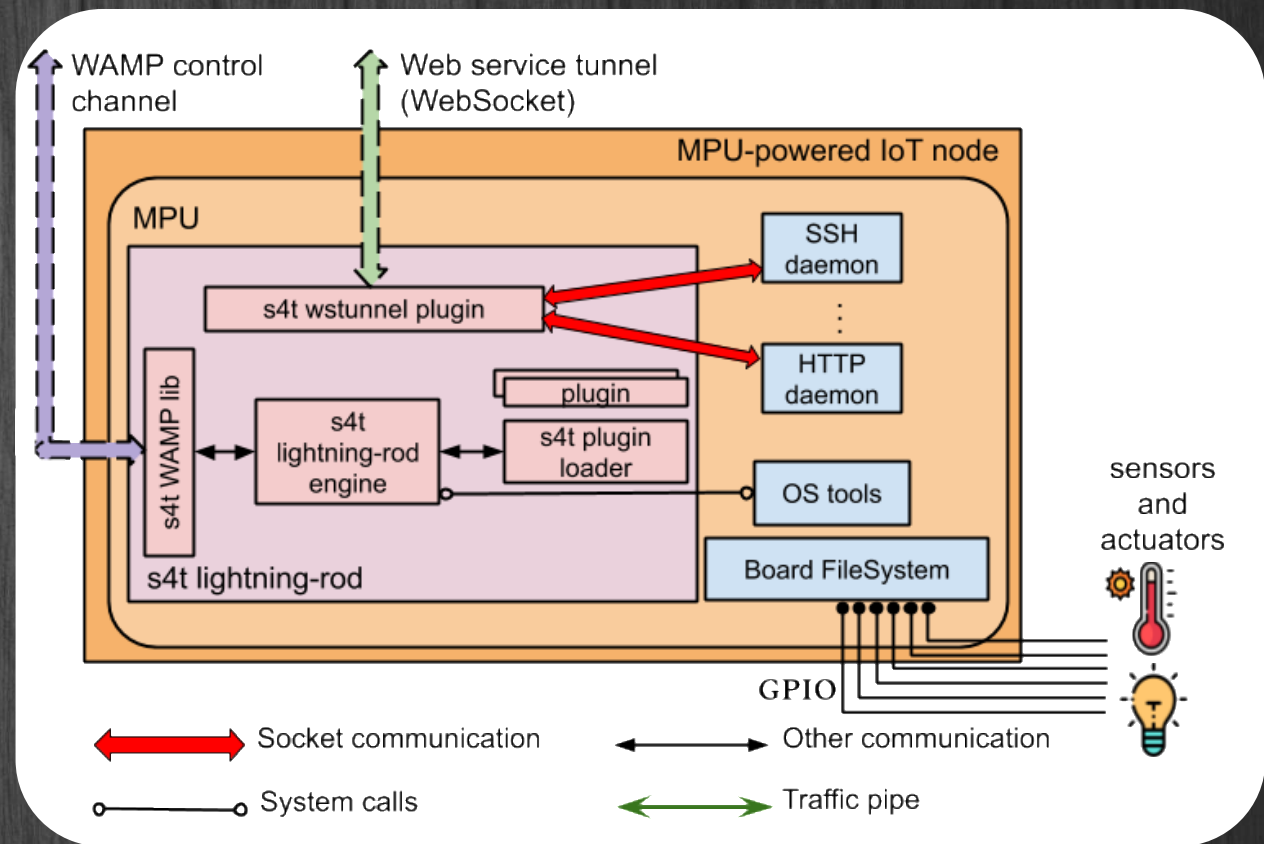 WAMP control
channel
Web service tunnel
(WebSocket)
MPU-powered IoT node
MPU
SSH
daemon
s4t wstunnel plugin
HTTP
daemon
plugin
s4t WAMP lib
s4t
lightning-rod
engine
s4t plugin
loader
OS tools
sensors
and
actuators
Board FileSystem
s4t lightning-rod
GPIO
Socket communication
Other communication
System calls
Traffic pipe